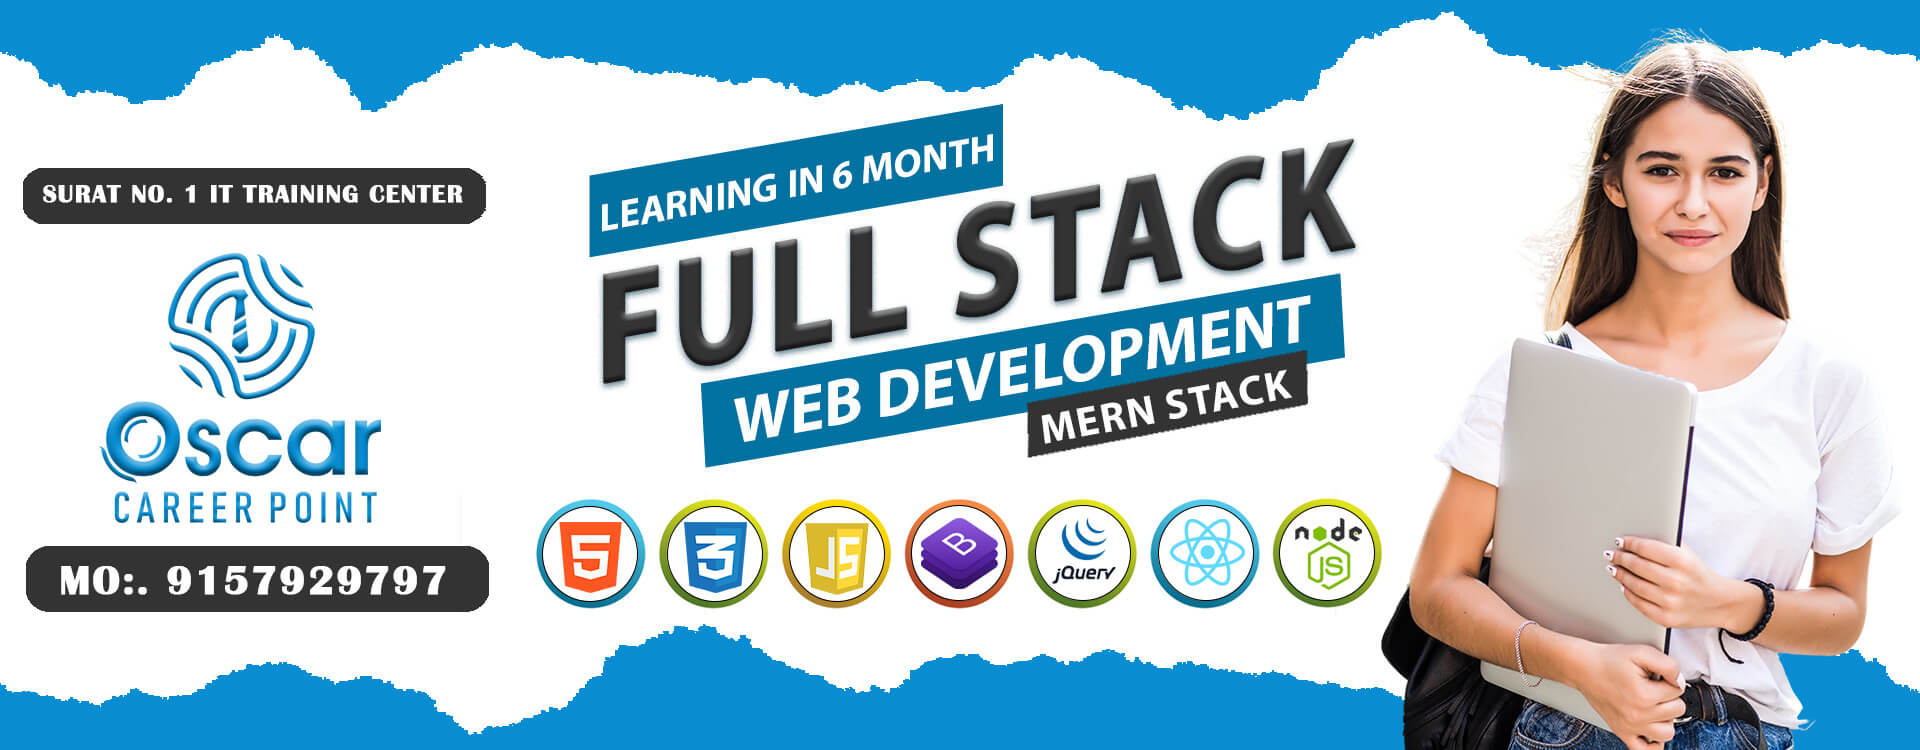 SURAT NO. 1 IT TRAINING CENTER
Oscar
CAREER POINT
MO:. 9157929797
LEARNING IN 6 MONTH
FULL STACK
WEB DEVELOPMENT
MERN STACK
5
3
JS
B
jQuery
node
JS